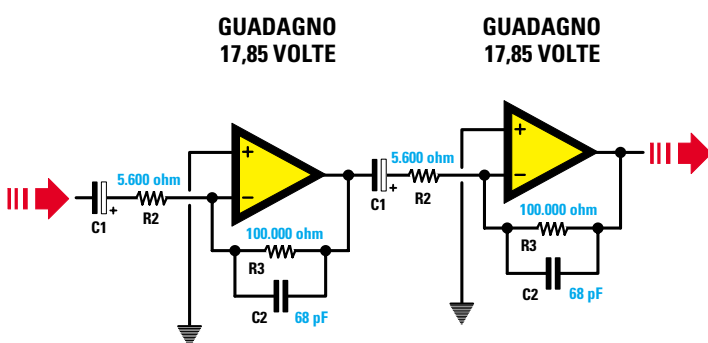 GUADAGNO
17,85 VOLTE
GUADAGNO
17,85 VOLTE
+
−
5.600 ohm
C1
+
R2
100.000 ohm
R3
C2
68 pF
+
−
5.600 ohm
C1
+
R2
100.000 ohm
R3
C2
68 pF